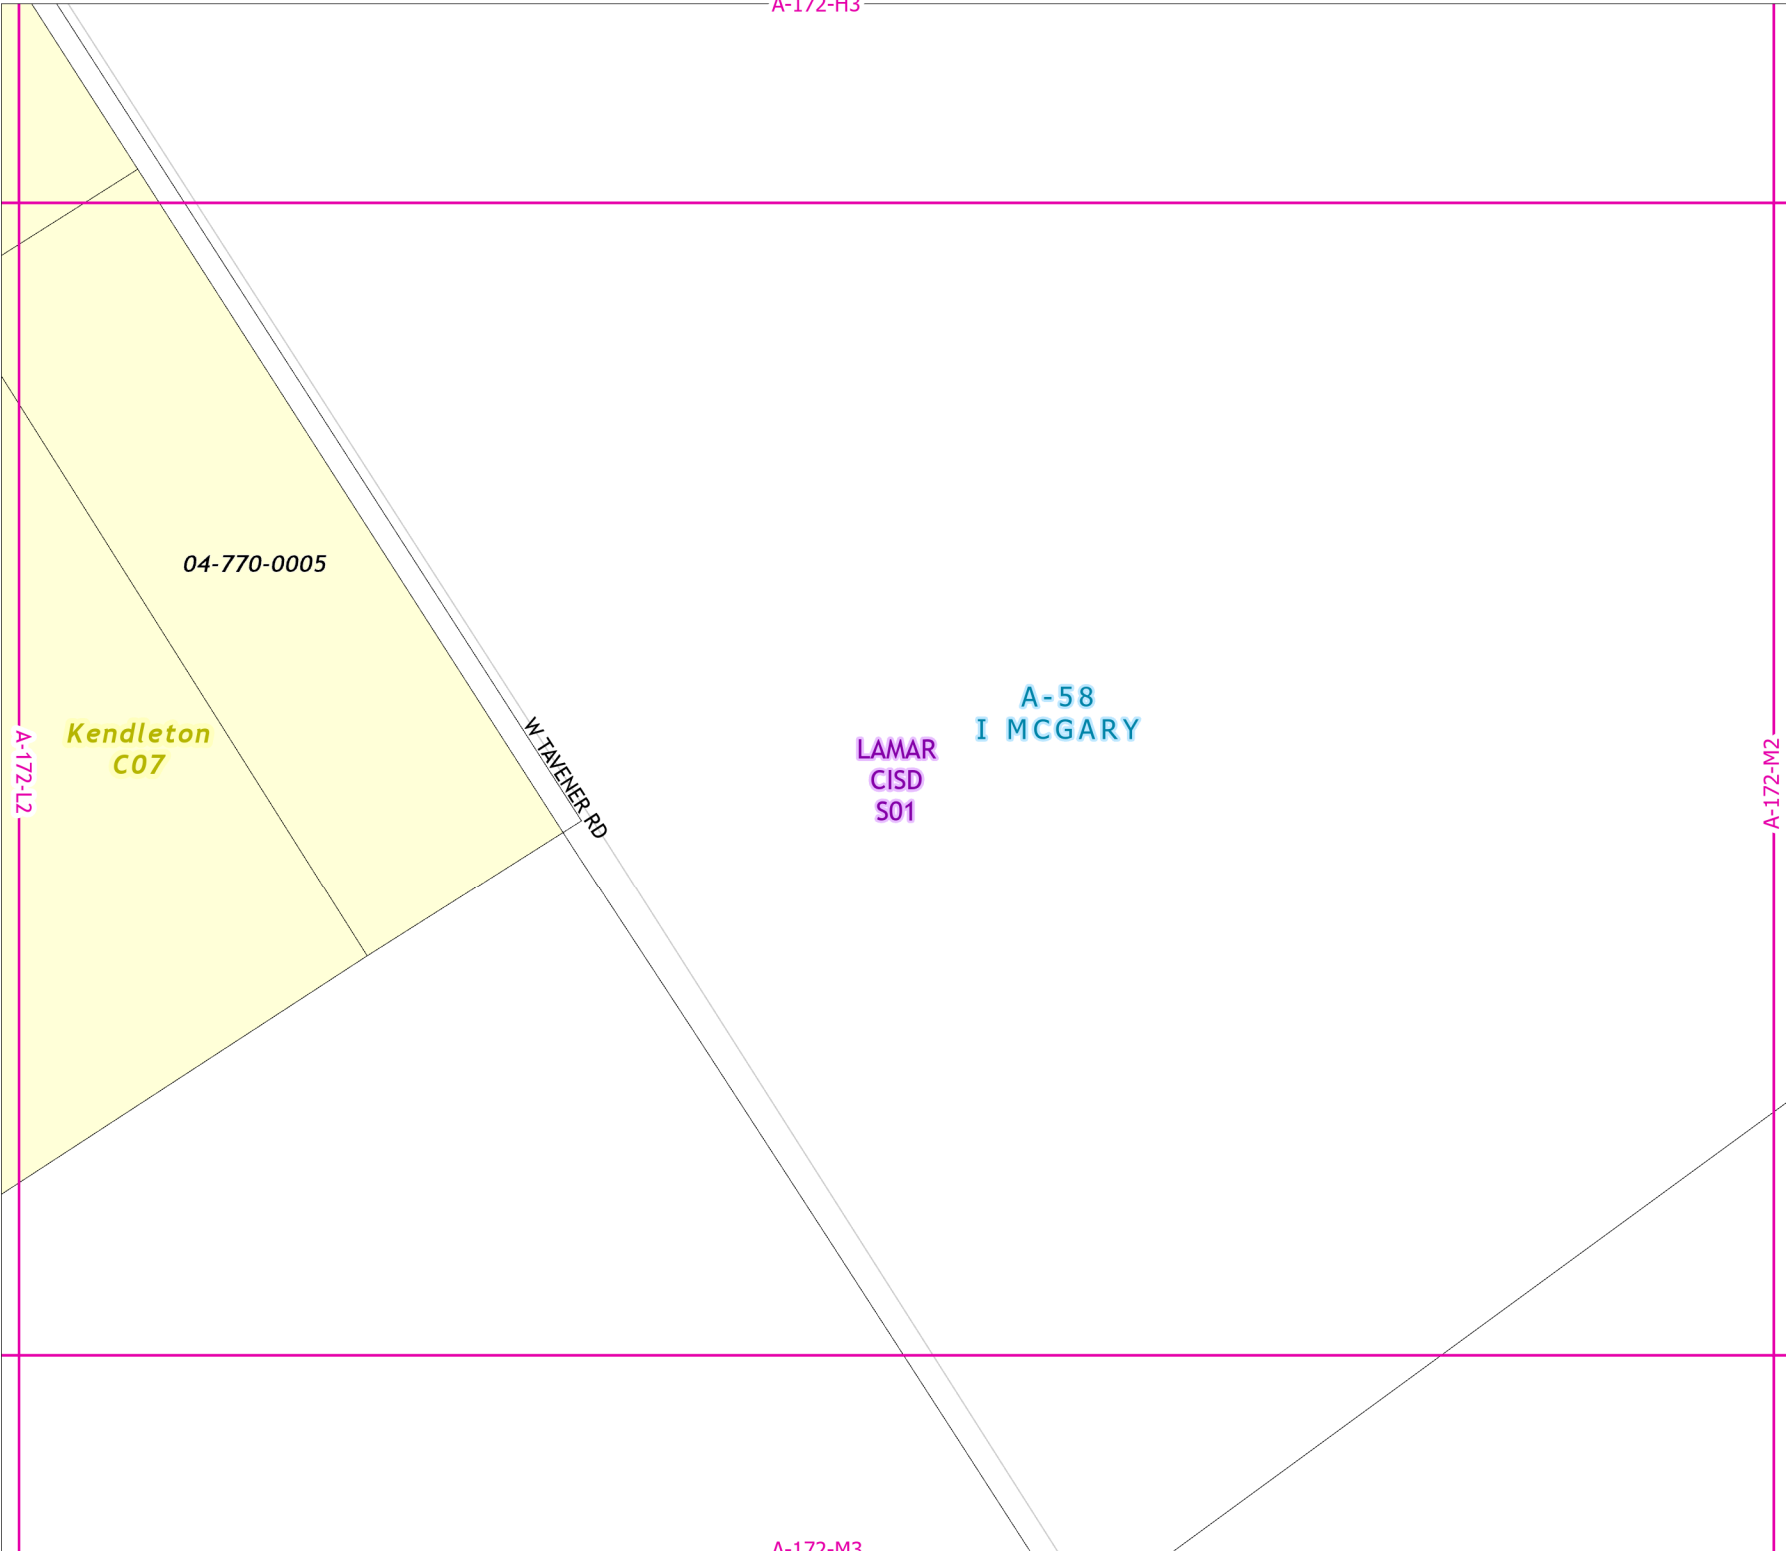 A-172-H3
04-770-0005
Kendleton
C07
A-172-L2
W TAVENER RD
A-58
I MCGARY
LAMAR
CISD
S01
A-172-M2
A-172-M3